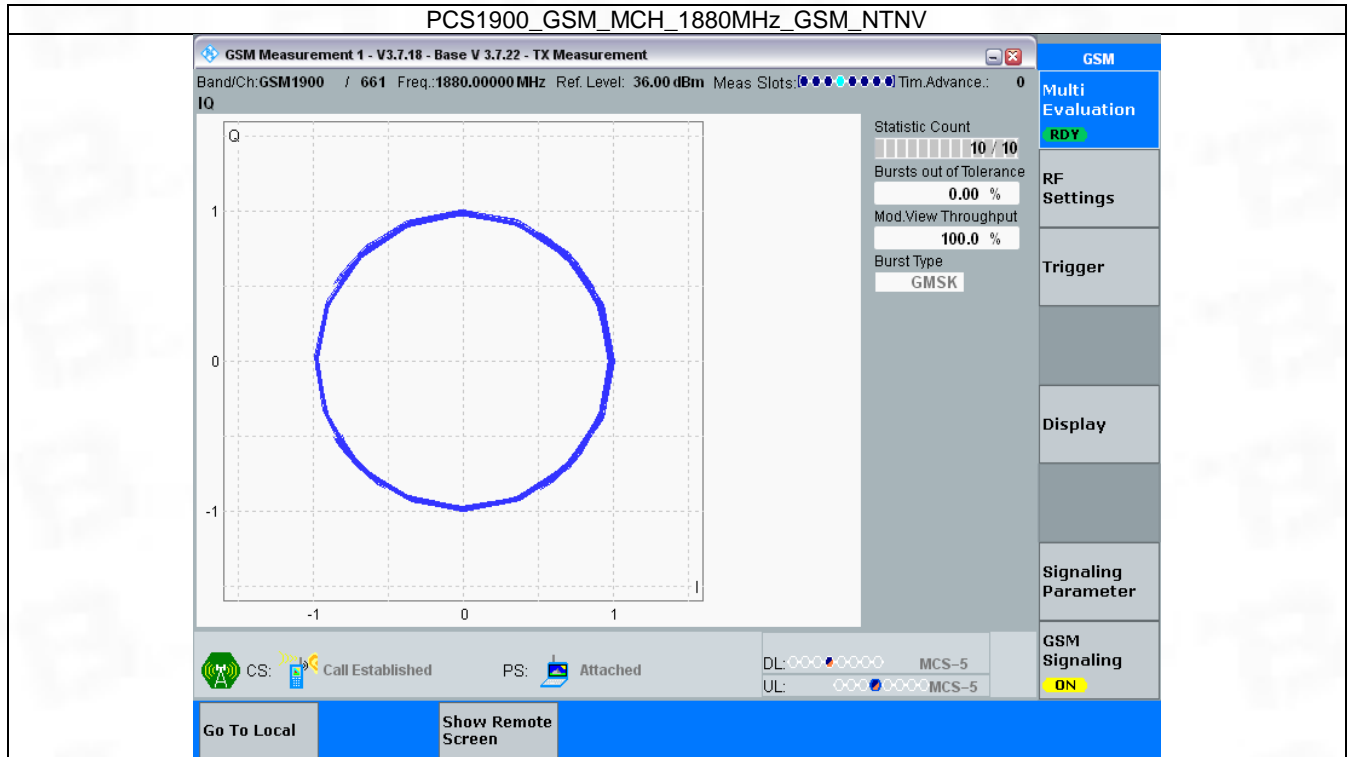 PCS1900_GSM_MCH_1880MHz_GSM_NTNV
GSM Measurement 1 - V3.7.18 - Base V 3.7.22 - TX Measurement
GSM
Band/Ch:GSM1900 / 661 Freq.:1880.00000 MHz Ref. Level: 36.00 dBm Meas Slots: Tim.Advance.: 0
IQ
Multi
Evaluation
RDY
Q
Statistic Count
10 / 10
Bursts out of Tolerance
0.00 %
Mod.View Throughput
100.0 %
Burst Type
GMSK
RF
Settings
Trigger
Display
Signaling
Parameter
GSM
Signaling
ON
1
0
-1
I
-1 0 1
CS: Call Established PS: Attached
DL: MCS-5
UL: MCS-5
Go To Local
Show Remote
Screen